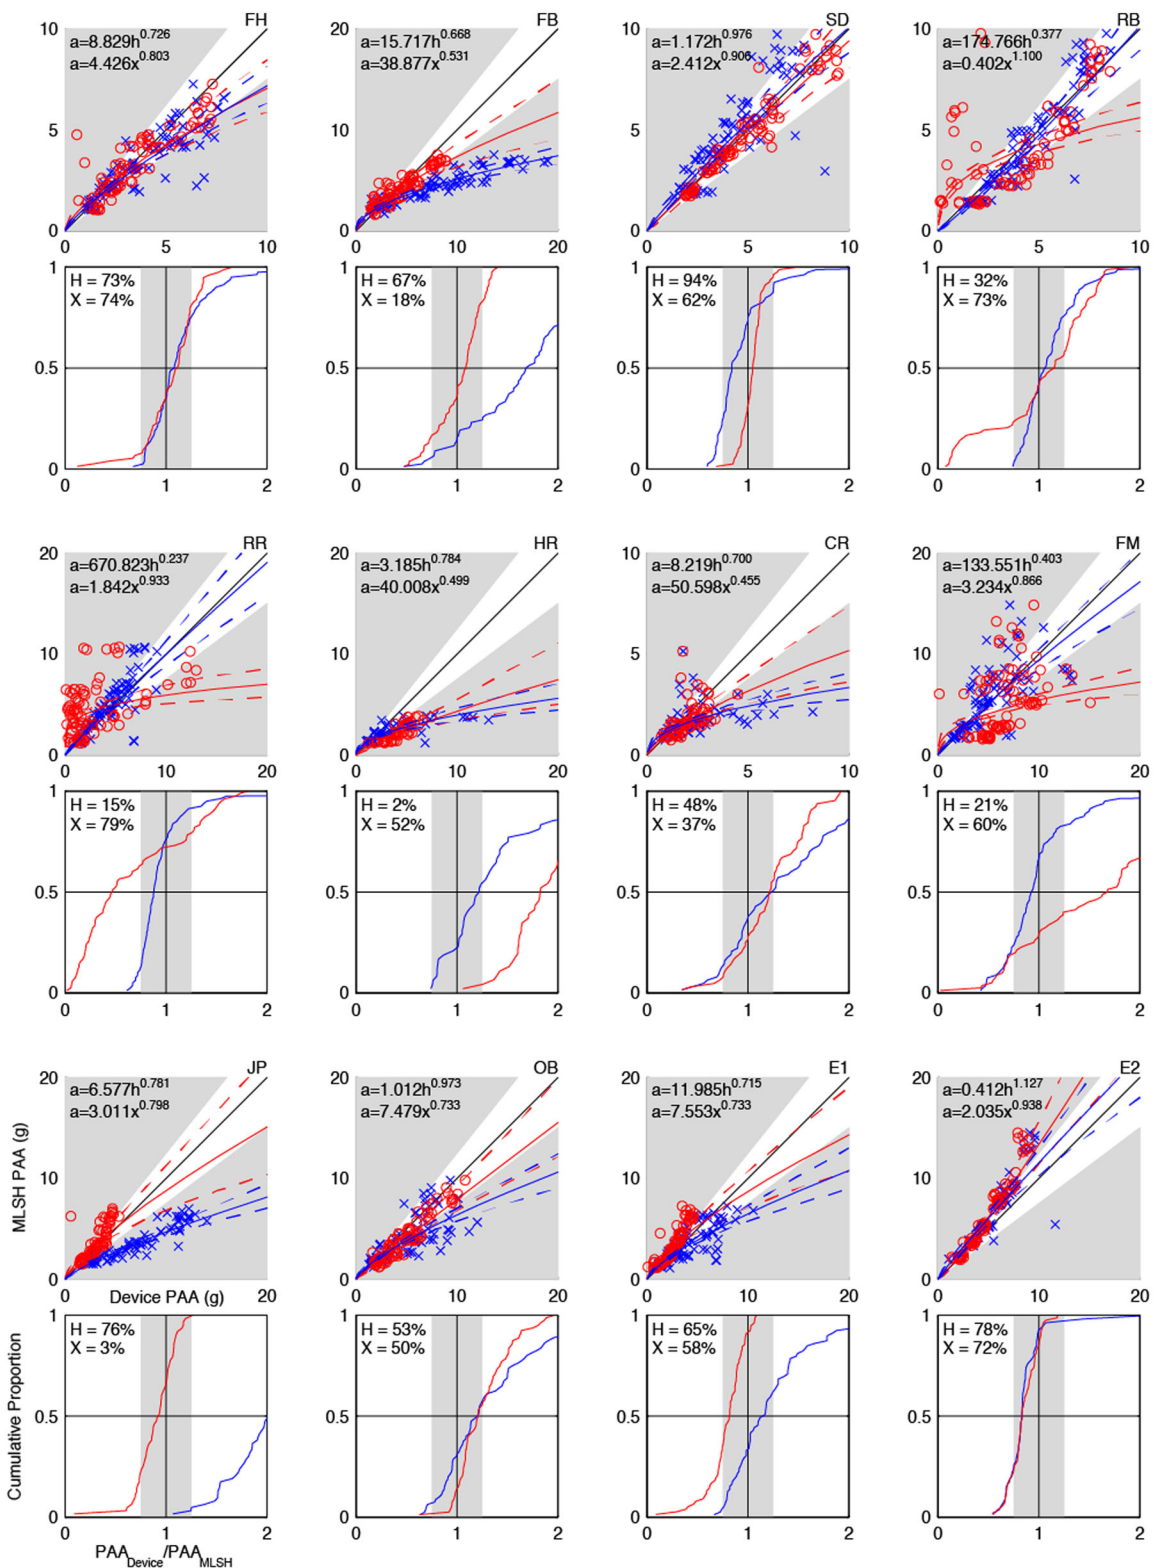 FH
a=8.829h^0.726
a=4.426x^0.803
10
5
0
0 5 10
FB
a=15.717h^0.668
a=38.877x^0.531
20
10
0
0 10 20
SD
a=1.172h^0.976
a=2.412x^0.906
10
5
0
0 5 10
RB
a=174.766h^0.377
a=0.402x^1.100
10
5
0
0 5 10
H = 73%
X = 74%
1
0.5
0
0 1 2
H = 67%
X = 18%
1
0.5
0
0 1 2
H = 94%
X = 62%
1
0.5
0
0 1 2
H = 32%
X = 73%
1
0.5
0
0 1 2
RR
a=670.823h^0.237
a=1.842x^0.933
20
10
0
0 10 20
HR
a=3.185h^0.784
a=40.008x^0.499
20
10
0
0 10 20
CR
a=8.219h^0.700
a=50.598x^0.455
10
5
0
0 5 10
FM
a=133.551h^0.403
a=3.234x^0.866
20
10
0
0 10 20
H = 15%
X = 79%
1
0.5
0
0 1 2
H = 2%
X = 52%
1
0.5
0
0 1 2
H = 48%
X = 37%
1
0.5
0
0 1 2
H = 21%
X = 60%
1
0.5
0
0 1 2
JP
a=6.577h^0.781
a=3.011x^0.798
20
10
0
MLSH PAA (g)
0 Device PAA (g) 20
OB
a=1.012h^0.973
a=7.479x^0.733
20
10
0
0 10 20
E1
a=11.985h^0.715
a=7.553x^0.733
20
10
0
0 10 20
E2
a=0.412h^1.127
a=2.035x^0.938
20
10
0
0 10 20
H = 76%
X = 3%
1
0.5
0
Cumulative Proportion
0 1 2
PAA_Device/PAA_MLSH
H = 53%
X = 50%
1
0.5
0
0 1 2
H = 65%
X = 58%
1
0.5
0
0 1 2
H = 78%
X = 72%
1
0.5
0
0 1 2